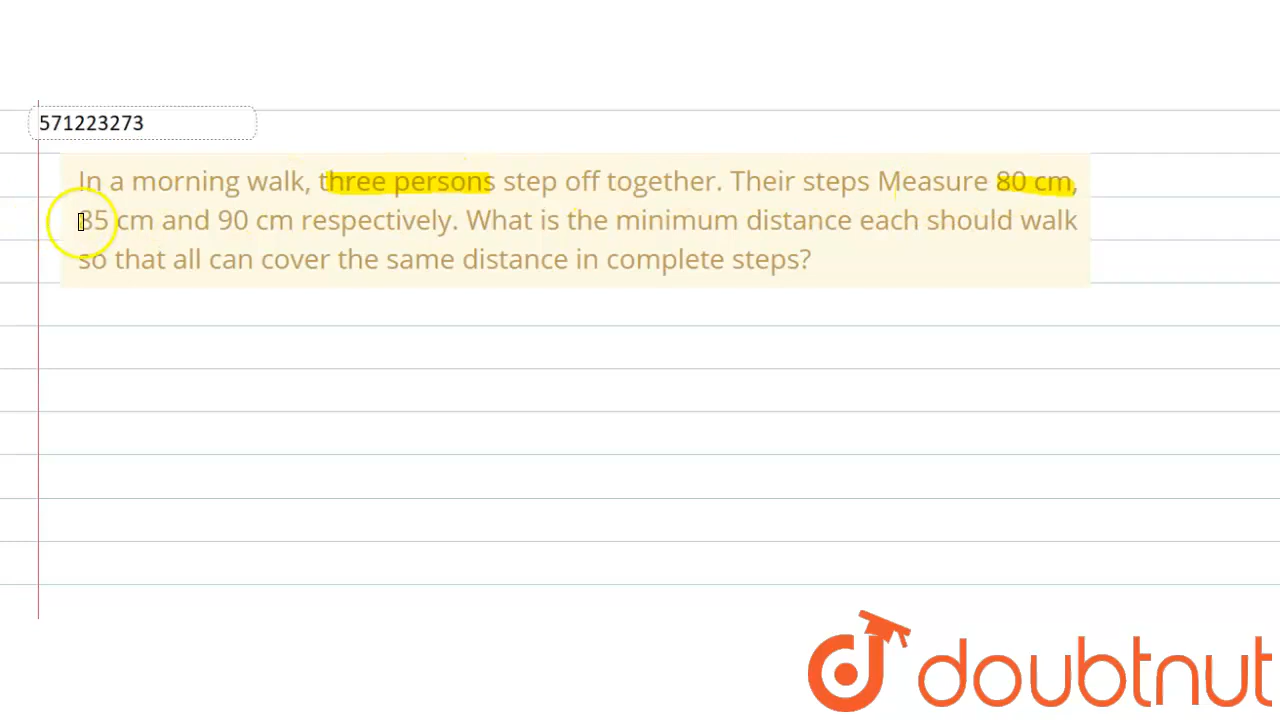 571223273
In a morning walk, three persons step off together. Their steps Measure 80 cm,
85 cm and 90 cm respectively. What is the minimum distance each should walk
so that all can cover the same distance in complete steps?
doubtnut